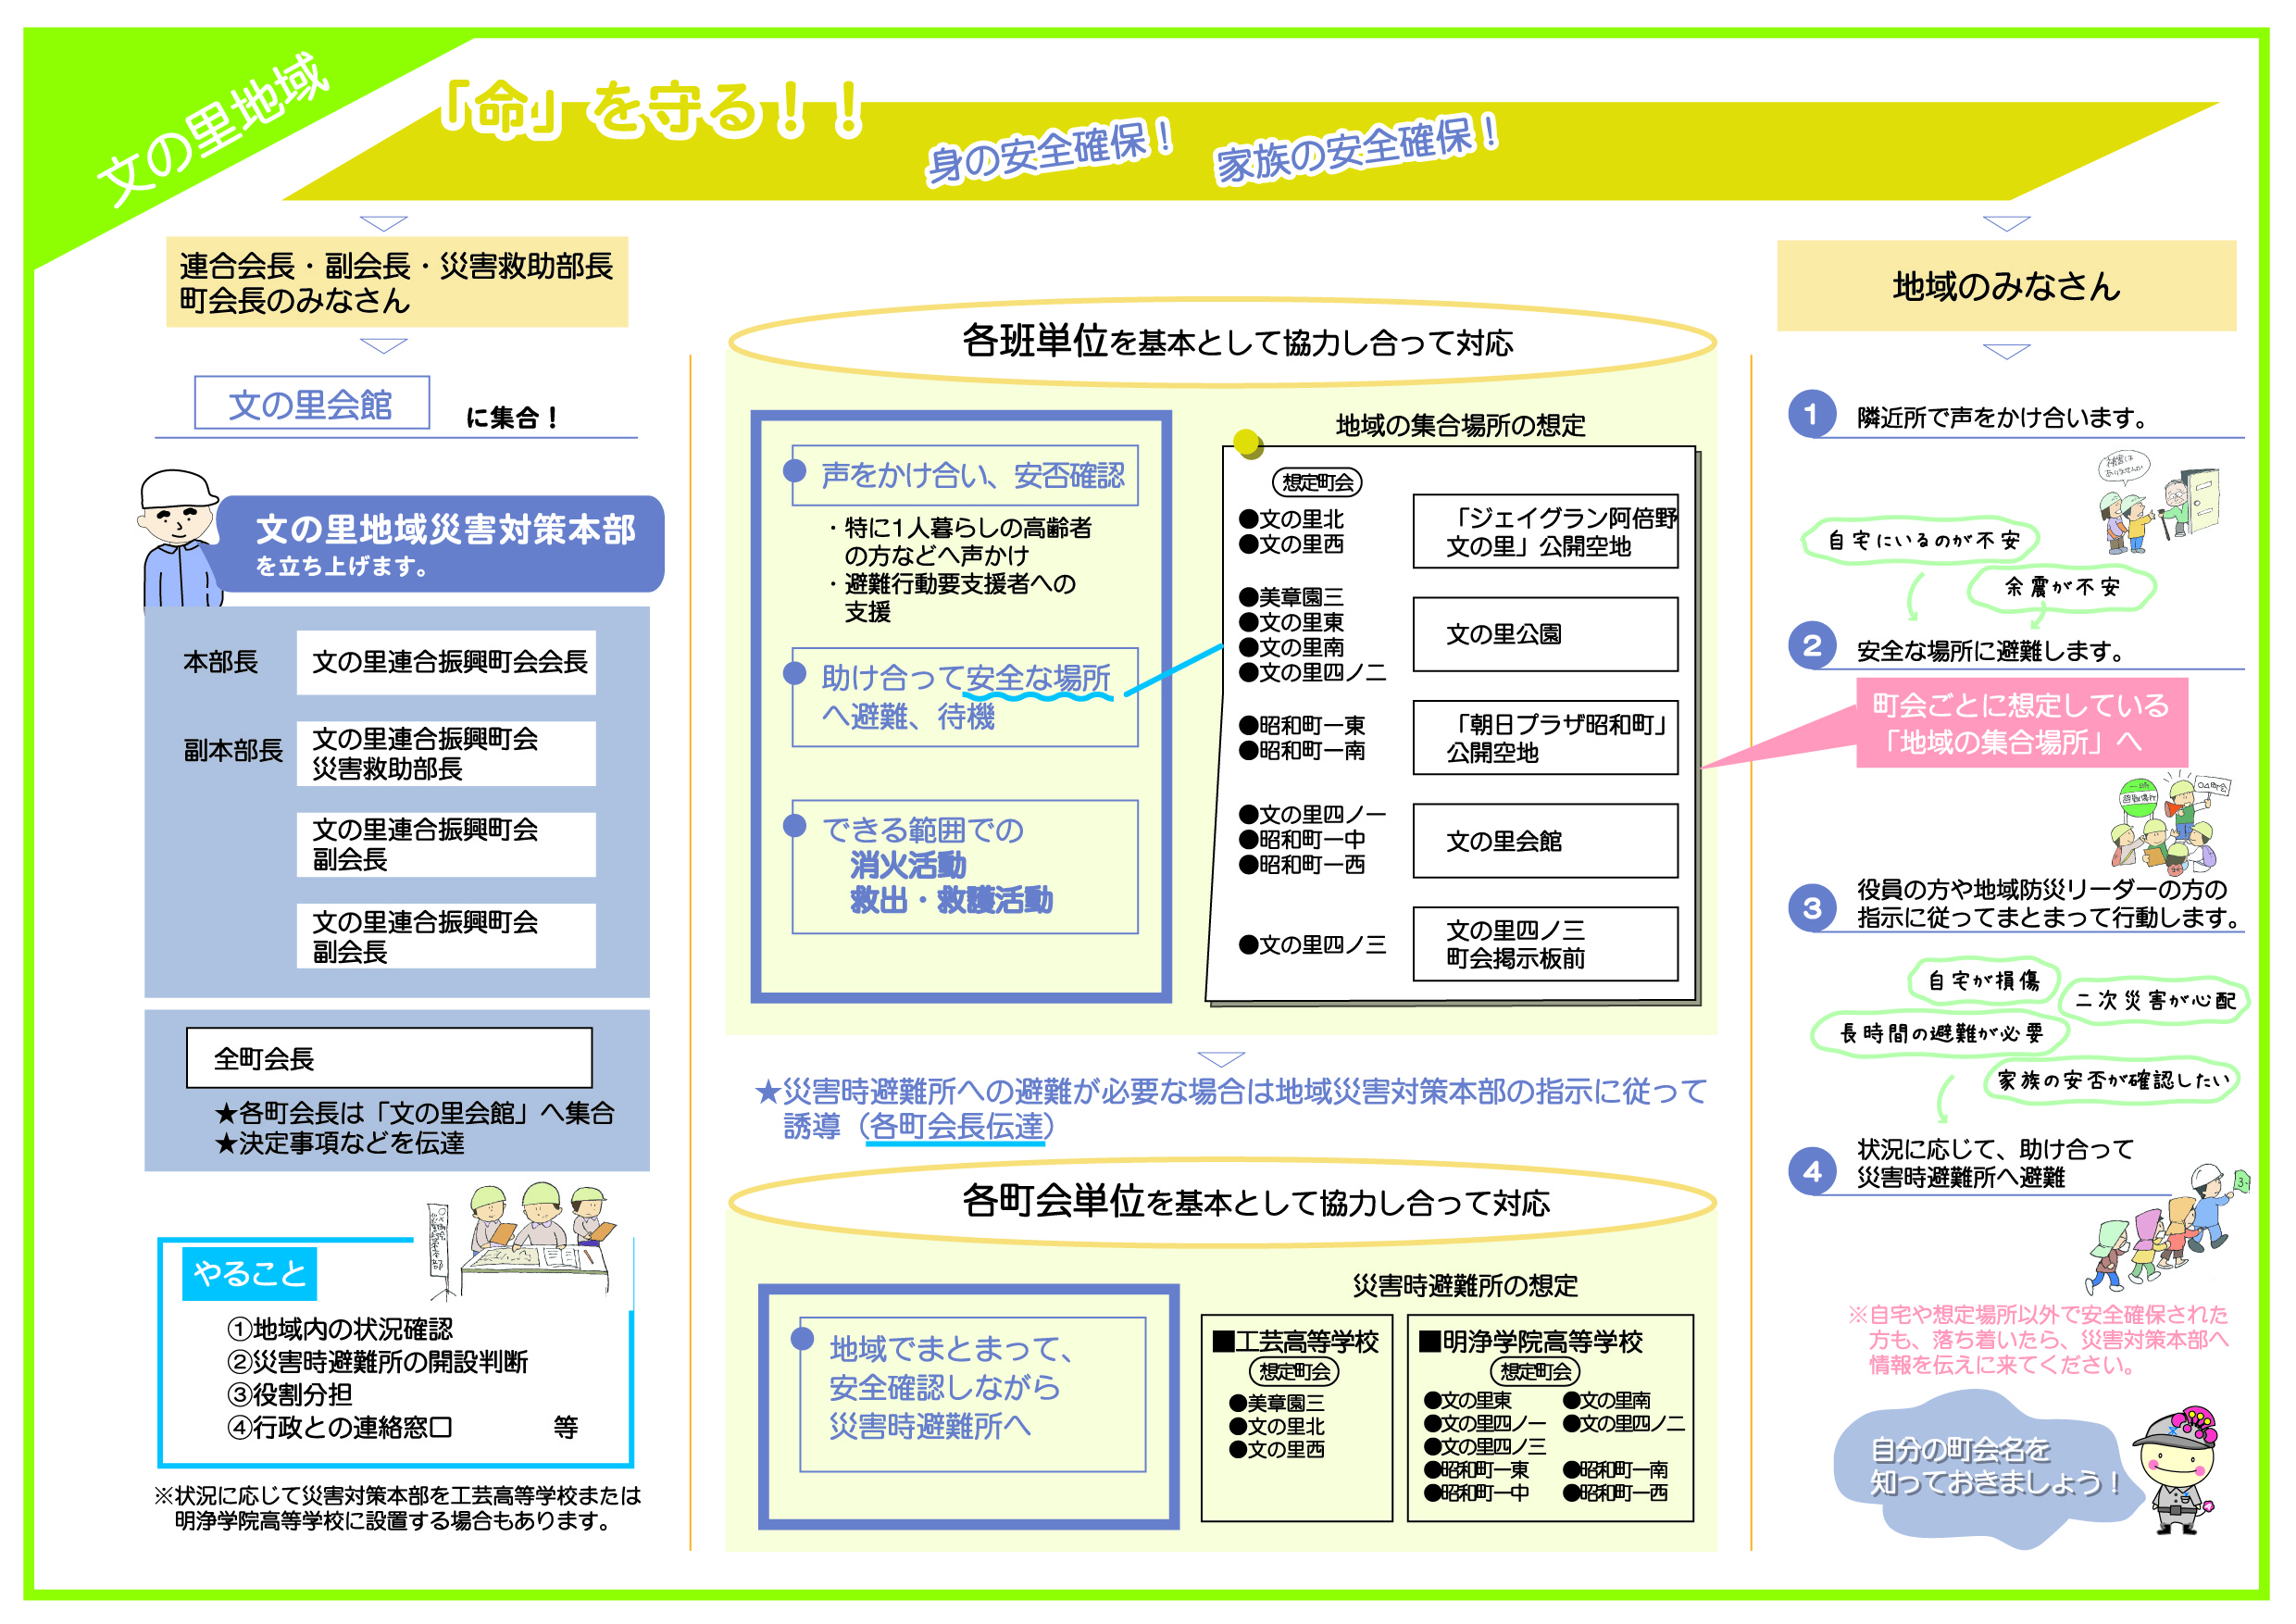 文の里地域
「命」を守る！！
身の安全確保！
家族の安全確保！
連合会長・副会長・災害救助部長
町会長のみなさん
文の里会館
に集合！
文の里地域災害対策本部
を立ち上げます。
本部長
文の里連合振興町会会長
副本部長
文の里連合振興町会
災害救助部長
文の里連合振興町会
副会長
文の里連合振興町会
副会長
全町会長
★各町会長は「文の里会館」へ集合
★決定事項などを伝達
やること
①地域内の状況確認
②災害時避難所の開設判断
③役割分担
④行政との連絡窓口 等
※状況に応じて災害対策本部を工芸高等学校または
明浄学院高等学校に設置する場合もあります。
各班単位を基本として協力し合って対応
声をかけ合い、安否確認
・特に1人暮らしの高齢者
の方などへ声かけ
・避難行動要支援者への
支援
助け合って安全な場所
へ避難、待機
できる範囲での
消火活動
救出・救護活動
地域の集合場所の想定
想定町会
●文の里北
●文の里西
「ジェイグラン阿倍野
文の里」公開空地
●美章園三
●文の里東
●文の里南
●文の里四ノ二
文の里公園
●昭和町一東
●昭和町一南
「朝日プラザ昭和町」
公開空地
●文の里四ノ一
●昭和町一中
●昭和町一西
文の里会館
●文の里四ノ三
文の里四ノ三
町会掲示板前
★災害時避難所への避難が必要な場合は地域災害対策本部の指示に従って
誘導（各町会長伝達）
各町会単位を基本として協力し合って対応
地域でまとまって、
安全確認しながら
災害時避難所へ
災害時避難所の想定
■工芸高等学校
想定町会
●美章園三
●文の里北
●文の里西
■明浄学院高等学校
想定町会
●文の里東 ●文の里南
●文の里四ノ一 ●文の里四ノ二
●文の里四ノ三
●昭和町一東 ●昭和町一南
●昭和町一中 ●昭和町一西
地域のみなさん
1 隣近所で声をかけ合います。
自宅にいるのが不安
余震が不安
2 安全な場所に避難します。
町会ごとに想定している
「地域の集合場所」へ
3 役員の方や地域防災リーダーの方の
指示に従ってまとまって行動します。
自宅が損傷
二次災害が心配
長時間の避難が必要
家族の安否が確認したい
4 状況に応じて、助け合って
災害時避難所へ避難
※自宅や想定場所以外で安全確保された
方も、落ち着いたら、災害対策本部へ
情報を伝えに来てください。
自分の町会名を
知っておきましょう！